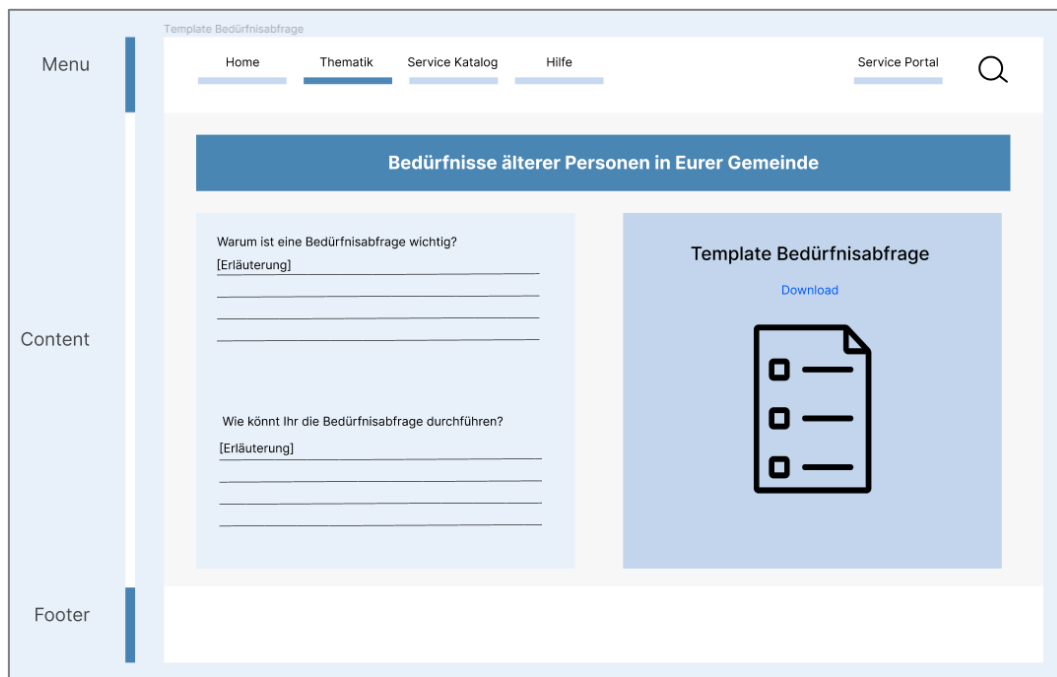 Template Bedürfnisabfrage
Menu
Home Thematik Service Katalog Hilfe Service Portal
Bedürfnisse älterer Personen in Eurer Gemeinde
Warum ist eine Bedürfnisabfrage wichtig?
[Erläuterung]
Template Bedürfnisabfrage
Download
Content
Wie könnt Ihr die Bedürfnisabfrage durchführen?
[Erläuterung]
Footer